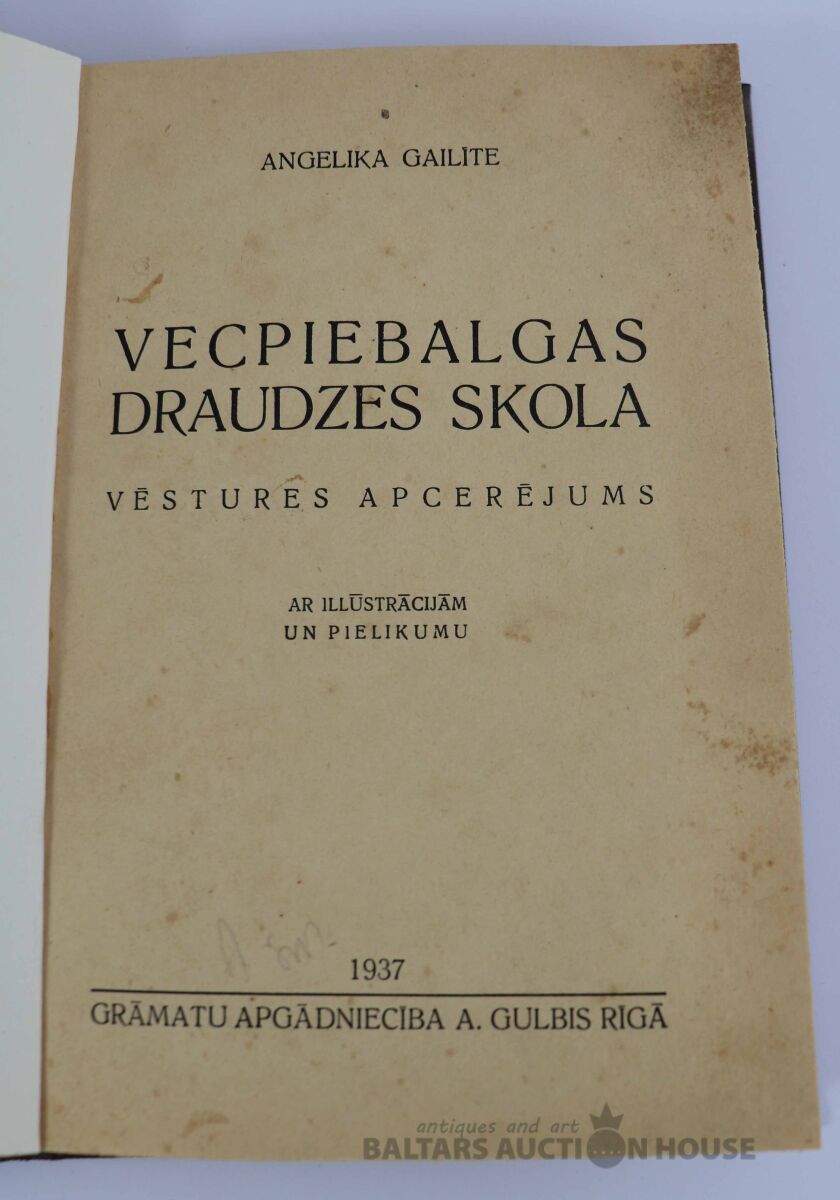 ANGELIKA GAILĪTE
VECPIEBALGAS
DRAUDZES SKOLA
VĒSTURES APCERĒJUMS
AR ILLŪSTRĀCIJĀM
UN PIELIKUMU
1937
GRĀMATU APGĀDNIECĪBA A. GULBIS RĪGĀ
antiques and art
BALTARS AUCTION HOUSE